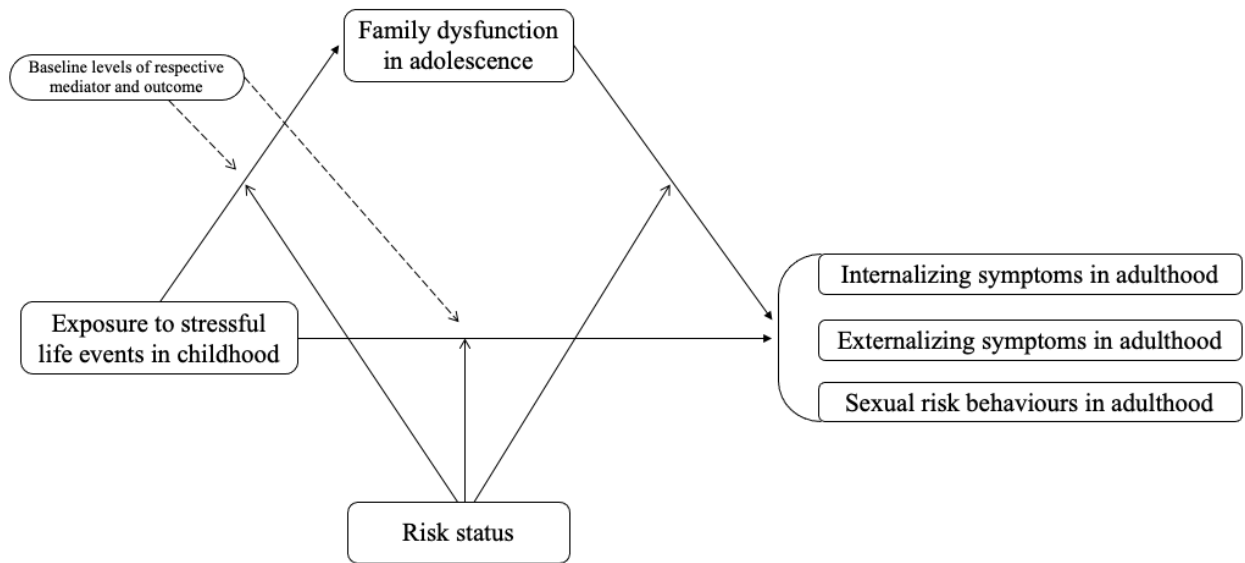 Family dysfunction
in adolescence
Baseline levels of respective
mediator and outcome
Exposure to stressful
life events in childhood
Internalizing symptoms in adulthood
Externalizing symptoms in adulthood
Sexual risk behaviours in adulthood
Risk status